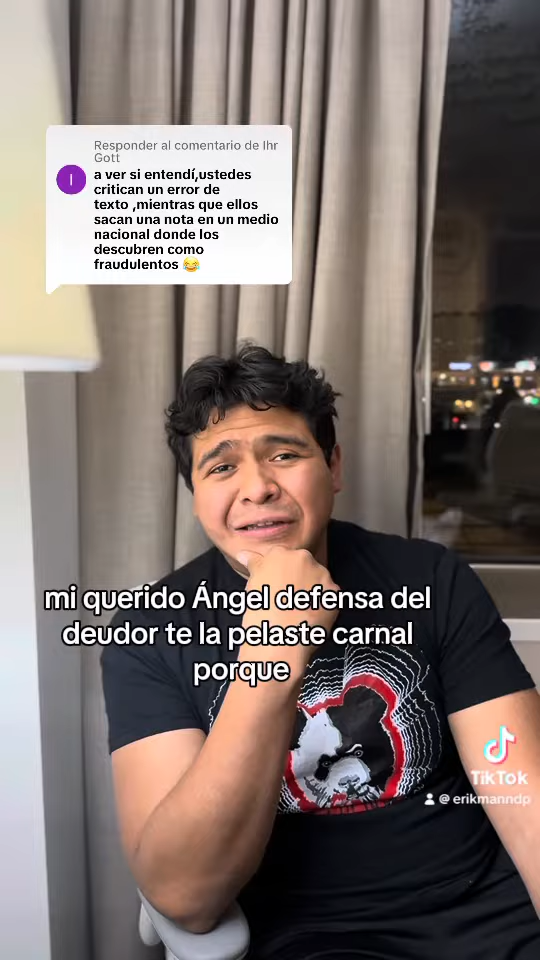 Responder al comentario de Ihr
Gott
I
a ver si entendí,ustedes
critican un error de
texto ,mientras que ellos
sacan una nota en un medio
nacional donde los
descubren como
fraudulentos 😂
mi querido Ángel defensa del
deudor te la pelaste carnal
porque
TikTok
@ erikmanndp